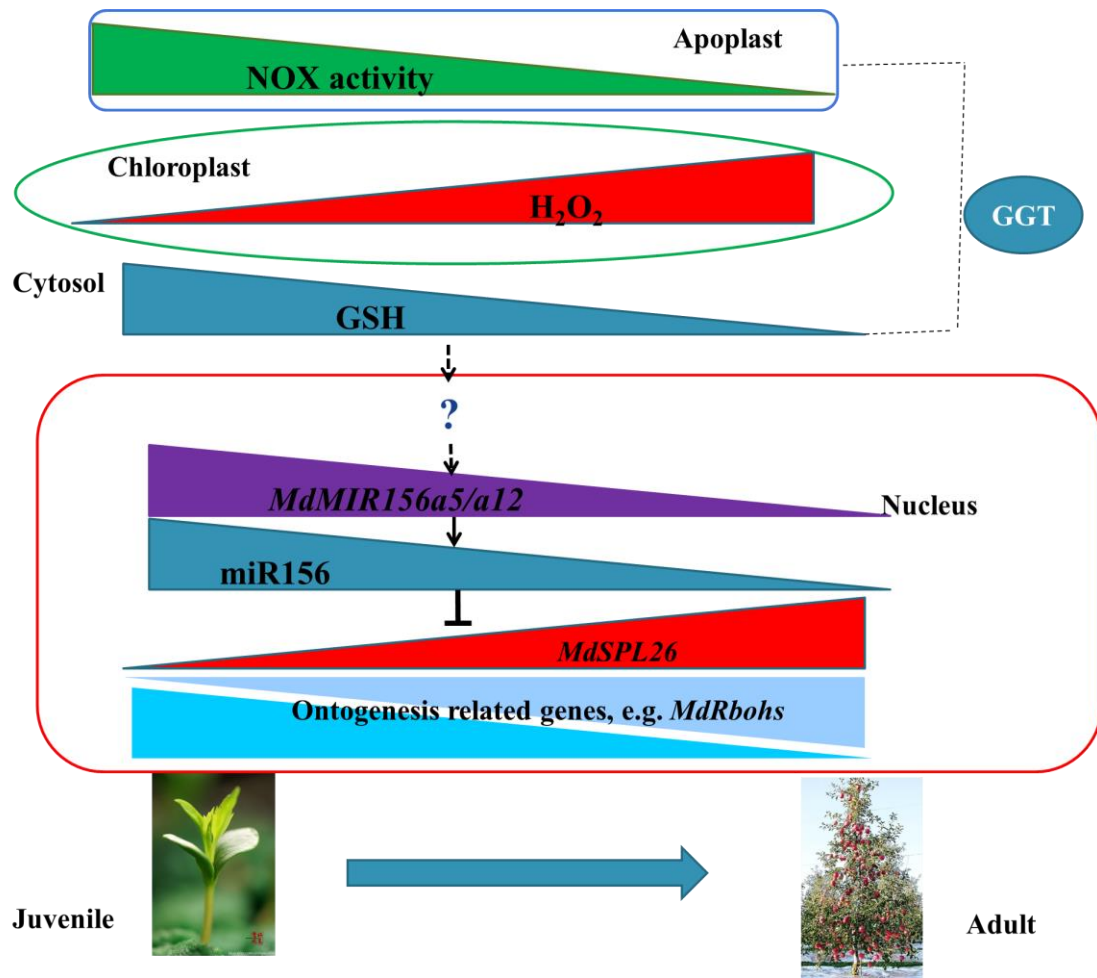 Apoplast
NOX activity
Chloroplast
H₂O₂
GGT
Cytosol
GSH
?
MdMIR156a5/a12
Nucleus
miR156
MdSPL26
Ontogenesis related genes, e.g. MdRbohs
Juvenile
Adult